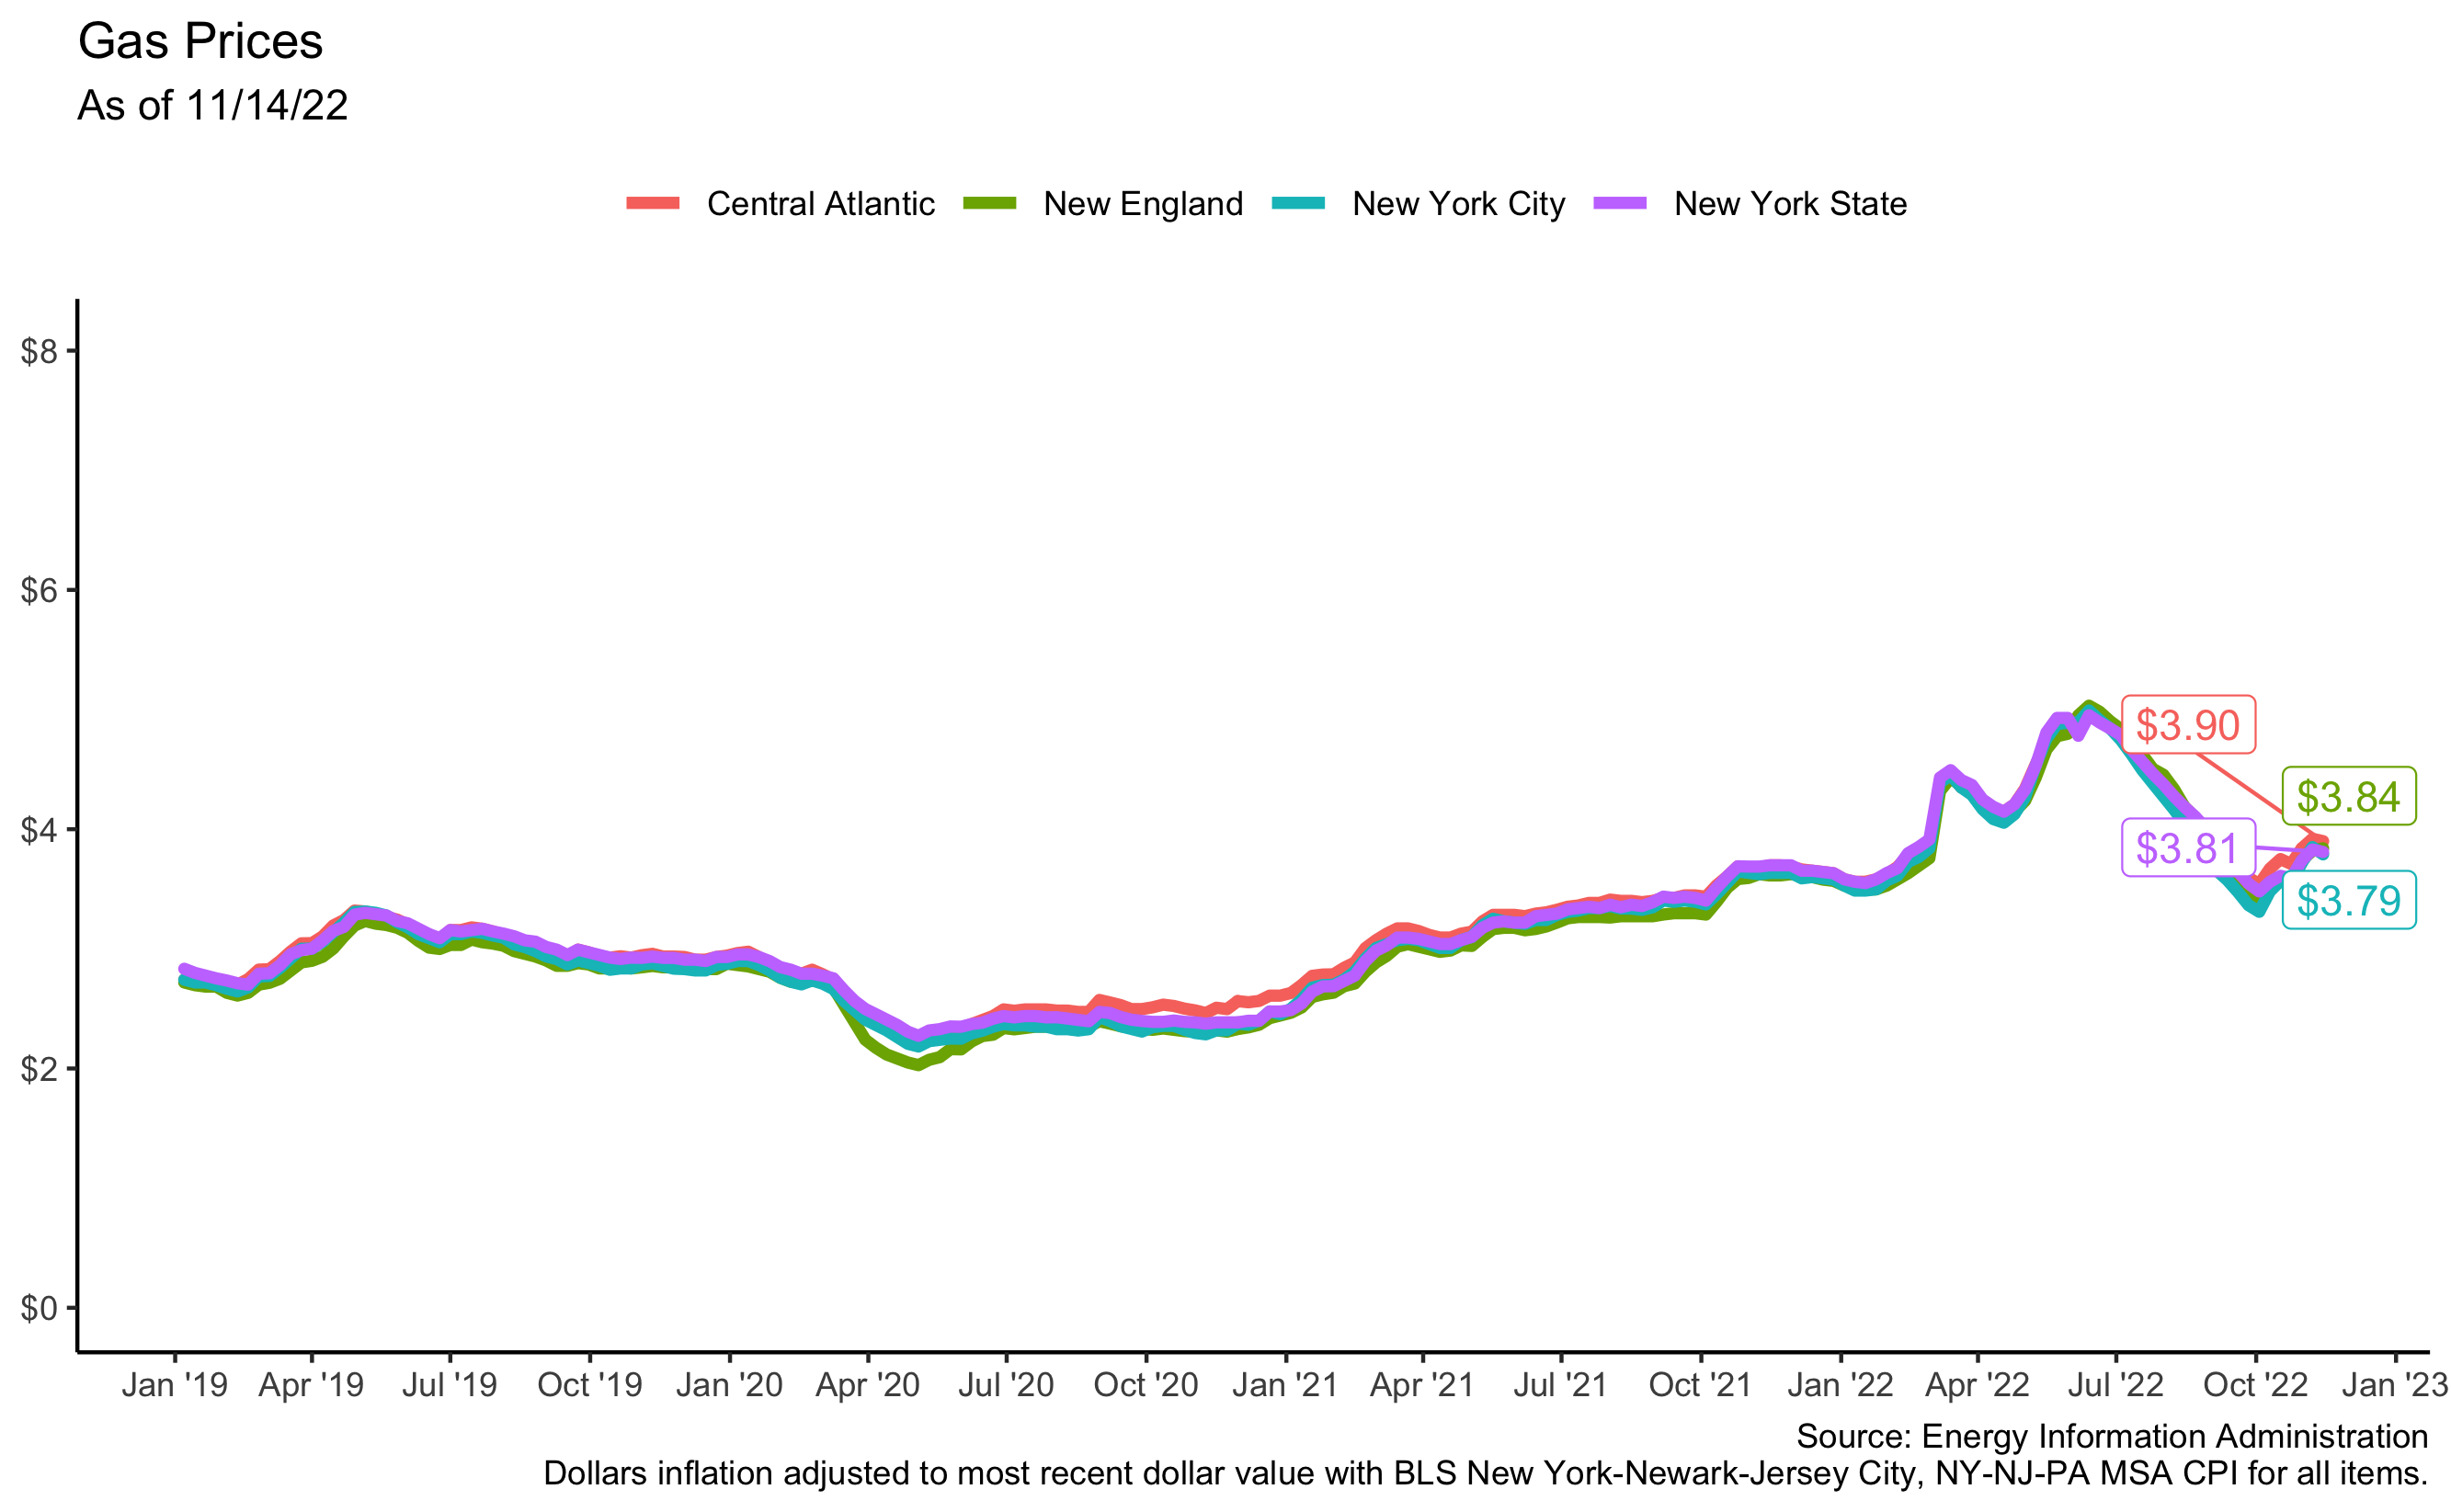 Gas Prices
As of 11/14/22
Central Atlantic New England New York City New York State
$8
$6
$4
$2
$0
$3.90
$3.84
$3.81
$3.79
Jan '19 Apr '19 Jul '19 Oct '19 Jan '20 Apr '20 Jul '20 Oct '20 Jan '21 Apr '21 Jul '21 Oct '21 Jan '22 Apr '22 Jul '22 Oct '22 Jan '23
Source: Energy Information Administration
Dollars inflation adjusted to most recent dollar value with BLS New York-Newark-Jersey City, NY-NJ-PA MSA CPI for all items.